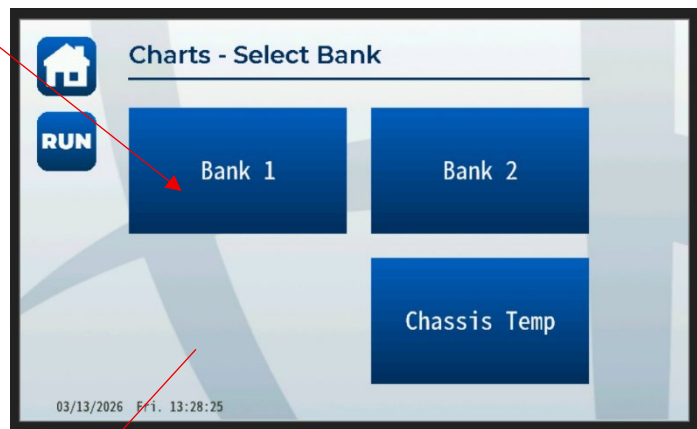 Charts - Select Bank
RUN
Bank 1
Bank 2
Chassis Temp
03/13/2026 Fri. 13:28:25